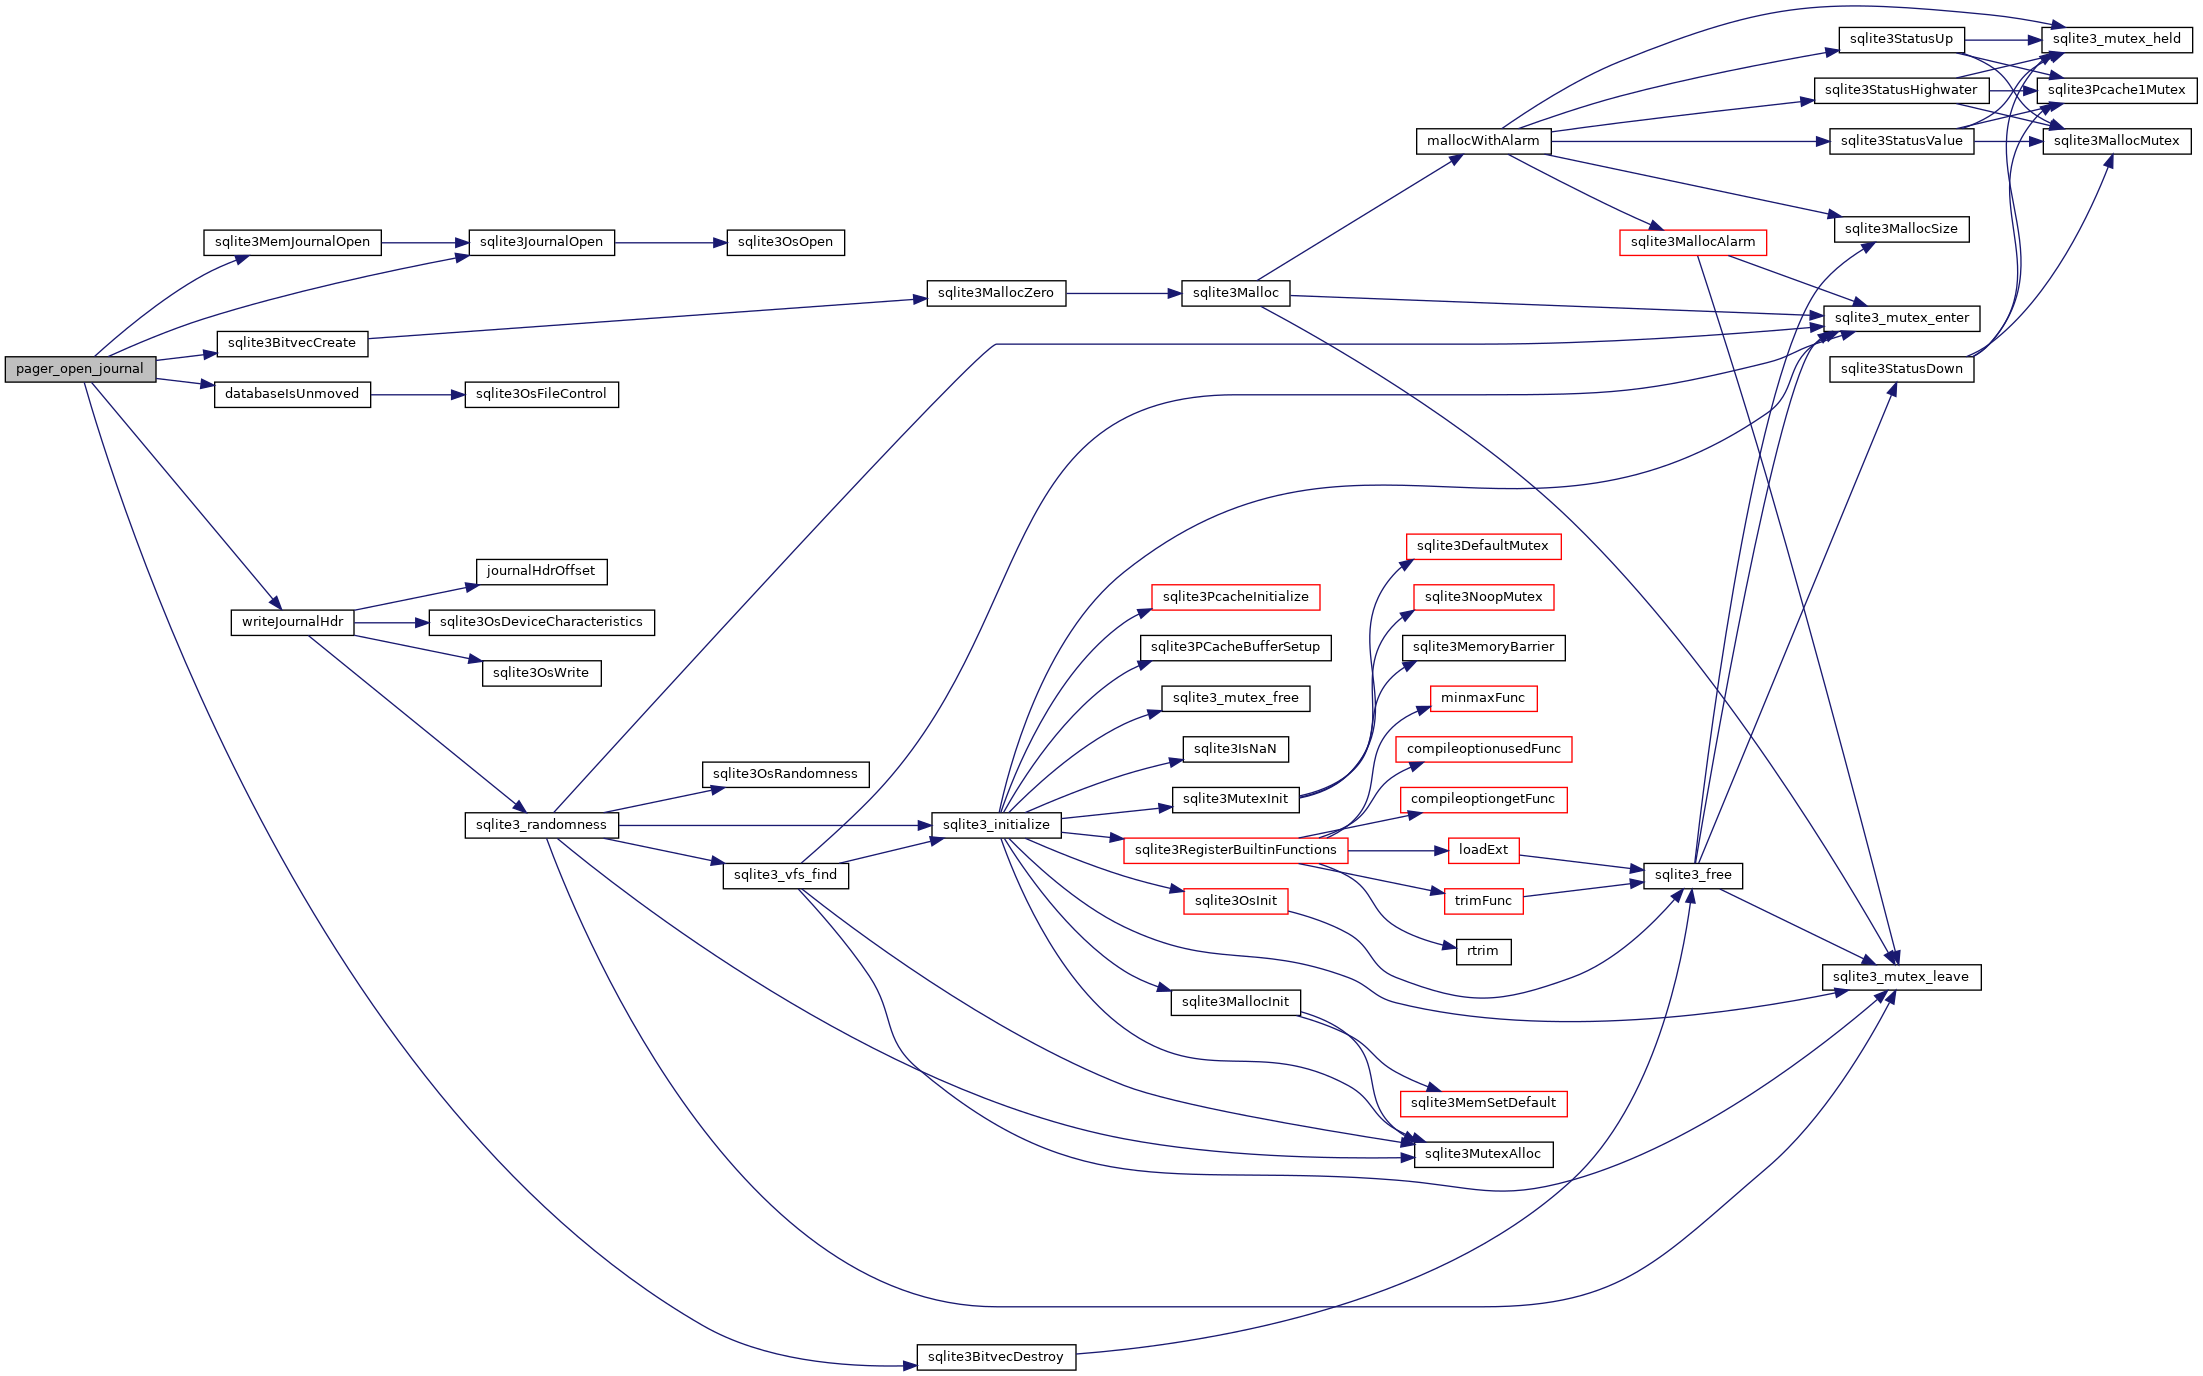 pager_open_journal
sqlite3MemJournalOpen
sqlite3JournalOpen
sqlite3OsOpen
sqlite3BitvecCreate
databaseIsUnmoved
sqlite3OsFileControl
writeJournalHdr
journalHdrOffset
sqlite3OsDeviceCharacteristics
sqlite3OsWrite
sqlite3_randomness
sqlite3OsRandomness
sqlite3_vfs_find
sqlite3BitvecDestroy
sqlite3MallocZero
sqlite3Malloc
sqlite3_initialize
sqlite3PcacheInitialize
sqlite3PCacheBufferSetup
sqlite3_mutex_free
sqlite3IsNaN
sqlite3MutexInit
sqlite3RegisterBuiltinFunctions
sqlite3OsInit
sqlite3MallocInit
mallocWithAlarm
sqlite3DefaultMutex
sqlite3NoopMutex
sqlite3MemoryBarrier
minmaxFunc
compileoptionusedFunc
compileoptiongetFunc
loadExt
trimFunc
rtrim
sqlite3MemSetDefault
sqlite3MutexAlloc
sqlite3MallocAlarm
sqlite3_free
sqlite3StatusUp
sqlite3StatusHighwater
sqlite3StatusValue
sqlite3MallocSize
sqlite3_mutex_enter
sqlite3StatusDown
sqlite3_mutex_leave
sqlite3_mutex_held
sqlite3Pcache1Mutex
sqlite3MallocMutex